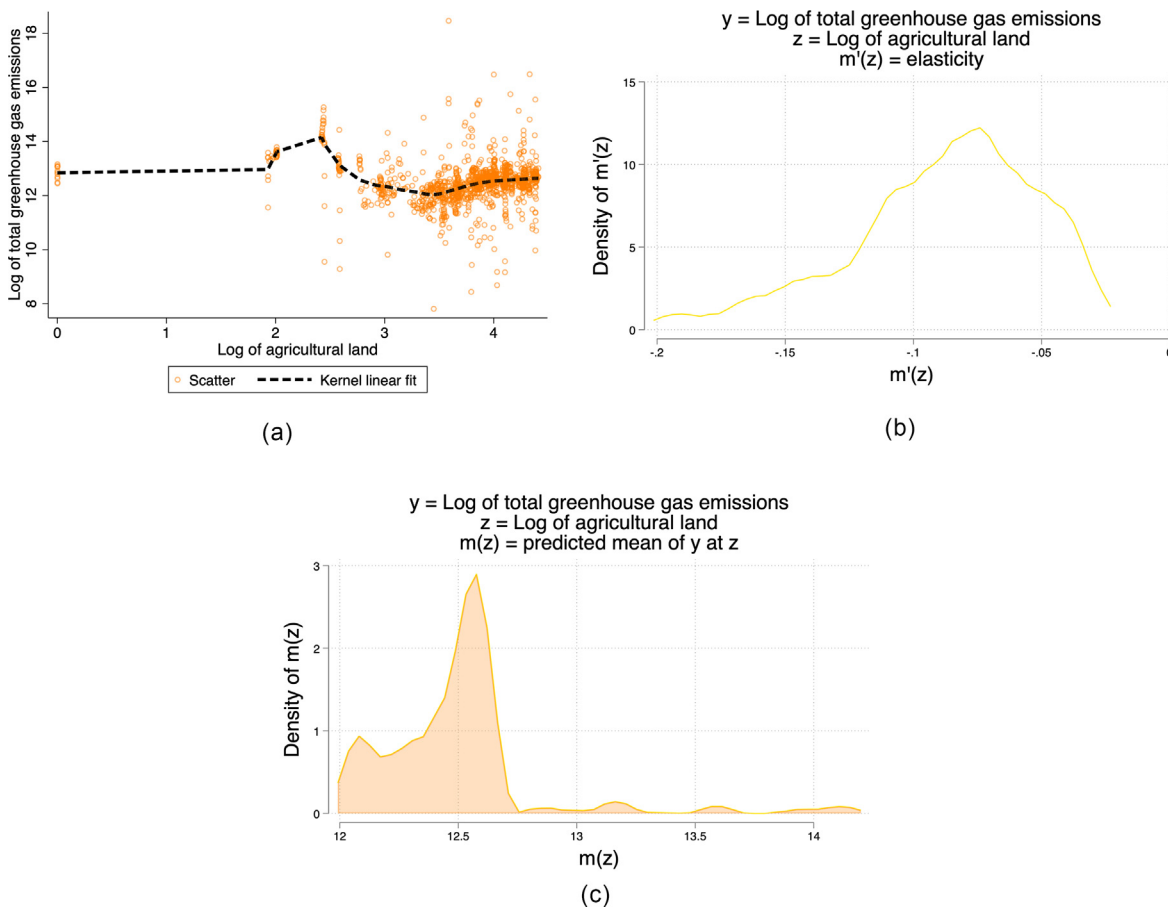 Log of total greenhouse gas emissions
18
16
14
12
10
8
0
1
2
3
4
Log of agricultural land
Scatter
Kernel linear fit
(a)
y = Log of total greenhouse gas emissions
z = Log of agricultural land
m'(z) = elasticity
Density of m'(z)
15
10
5
0
-.2
-.15
-.1
-.05
0
m'(z)
(b)
y = Log of total greenhouse gas emissions
z = Log of agricultural land
m(z) = predicted mean of y at z
Density of m(z)
3
2
1
0
12
12.5
13
13.5
14
m(z)
(c)